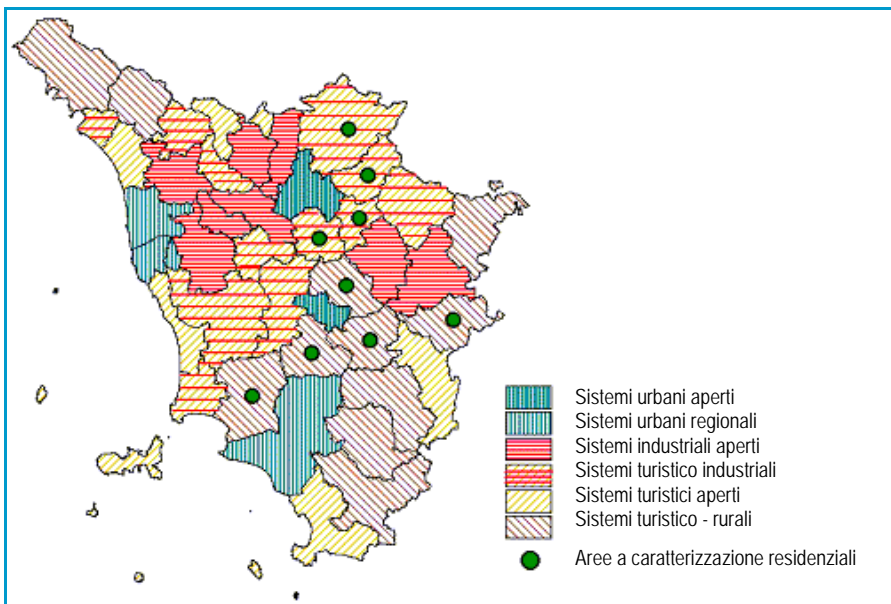 Sistemi urbani aperti
Sistemi urbani regionali
Sistemi industriali aperti
Sistemi turistico industriali
Sistemi turistici aperti
Sistemi turistico - rurali
Aree a caratterizzazione residenziali